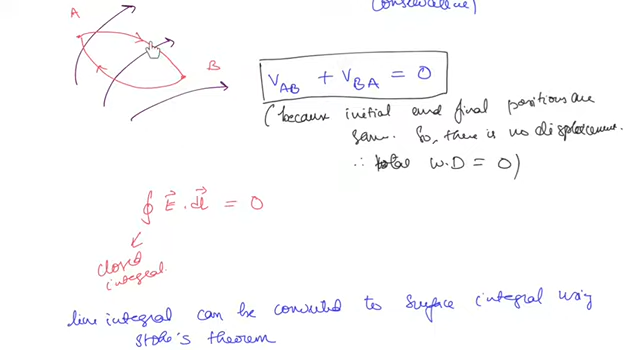 conservative)
A
B
V_AB + V_BA = 0
(because initial and final positions are
same. So, there is no displacement.
∴ total W.D = 0)
∮ E⃗ . dl⃗ = 0
closed
integral.
line integral can be converted to surface integral using
stoke's theorem